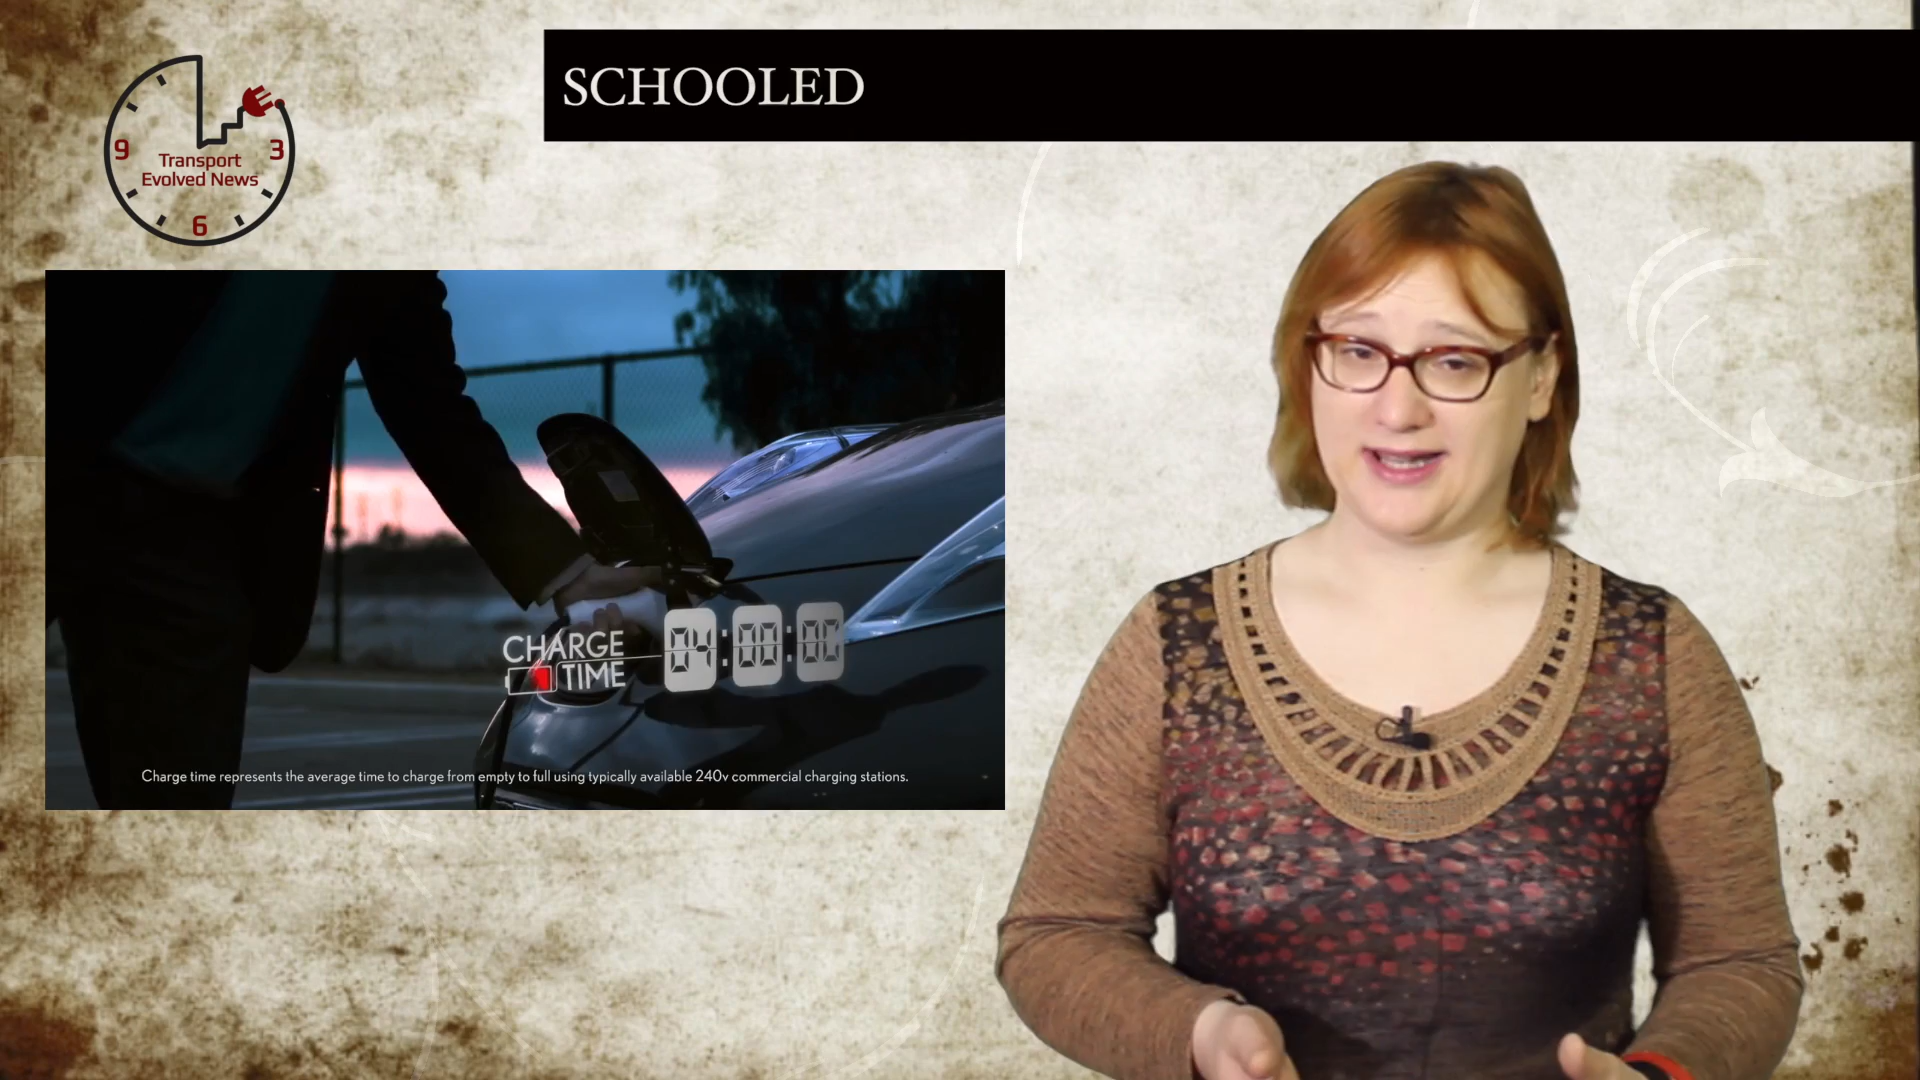 SCHOOLED
9
3
Transport
Evolved News
6
CHARGE
TIME
04:00:00
Charge time represents the average time to charge from empty to full using typically available 240v commercial charging stations.